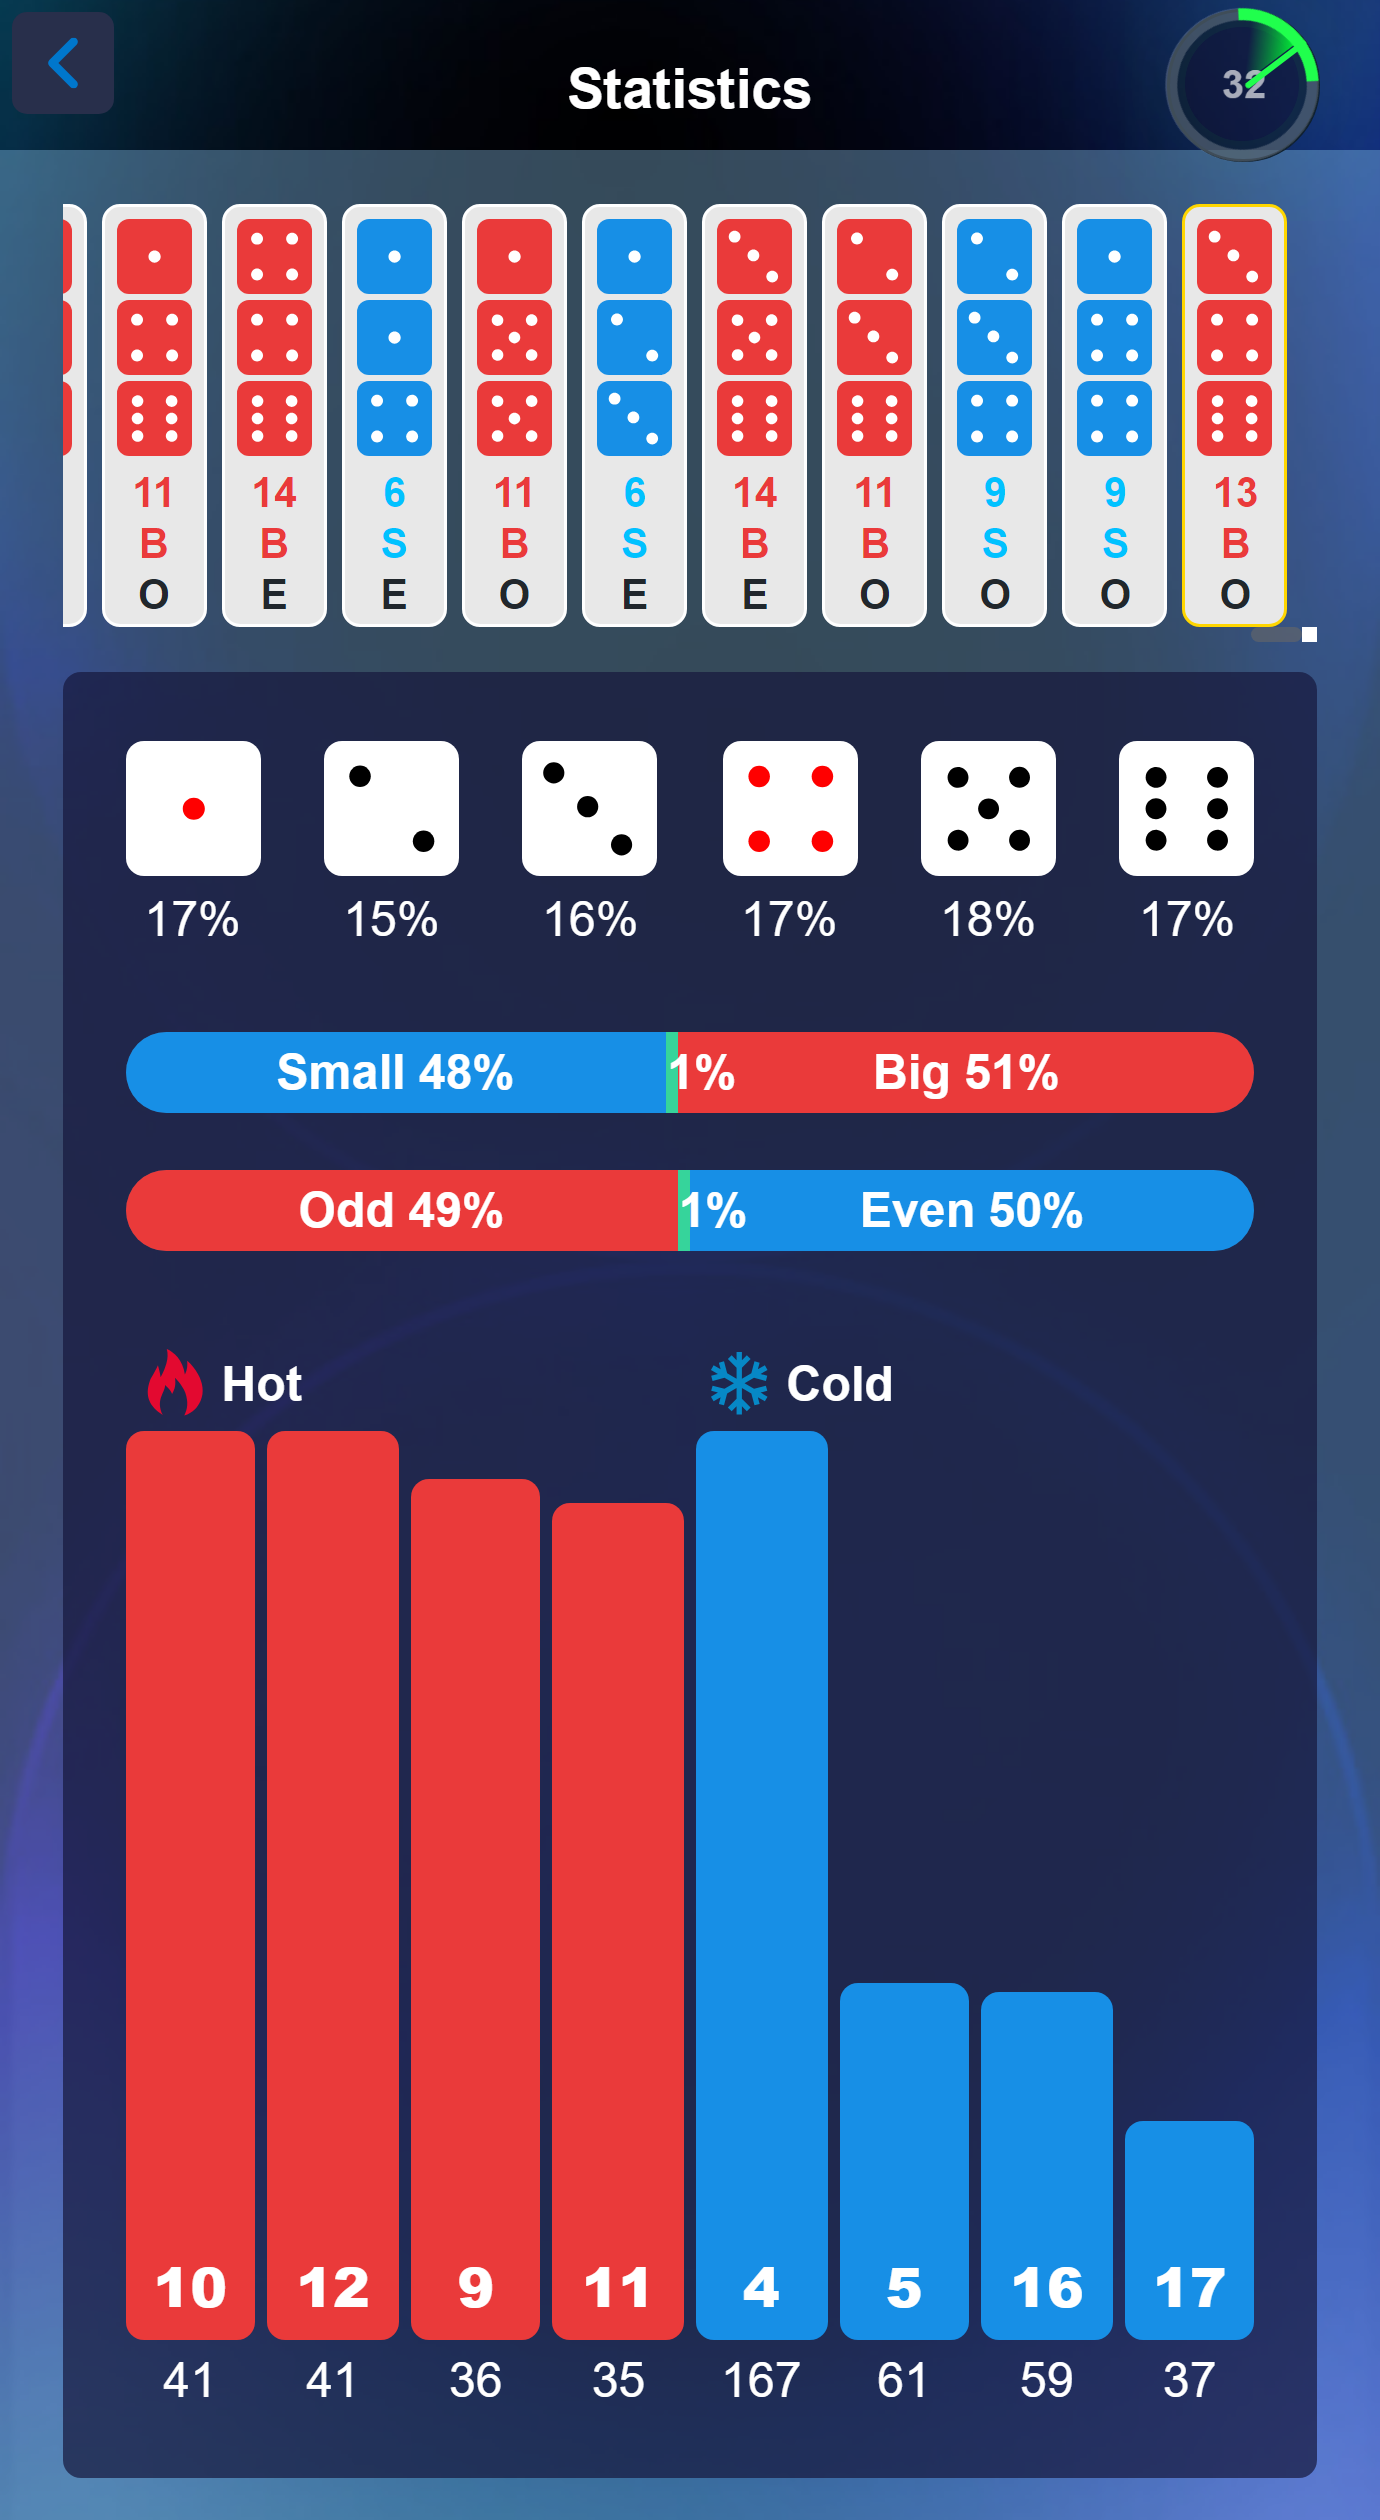 Statistics
32
11 14 6 11 6 14 11 9 9 13
B B S B S B B S S B
O E E O E E O O O O
17% 15% 16% 17% 18% 17%
Small 48% 1% Big 51%
Odd 49% 1% Even 50%
Hot Cold
10 12 9 11 4 5 16 17
41 41 36 35 167 61 59 37